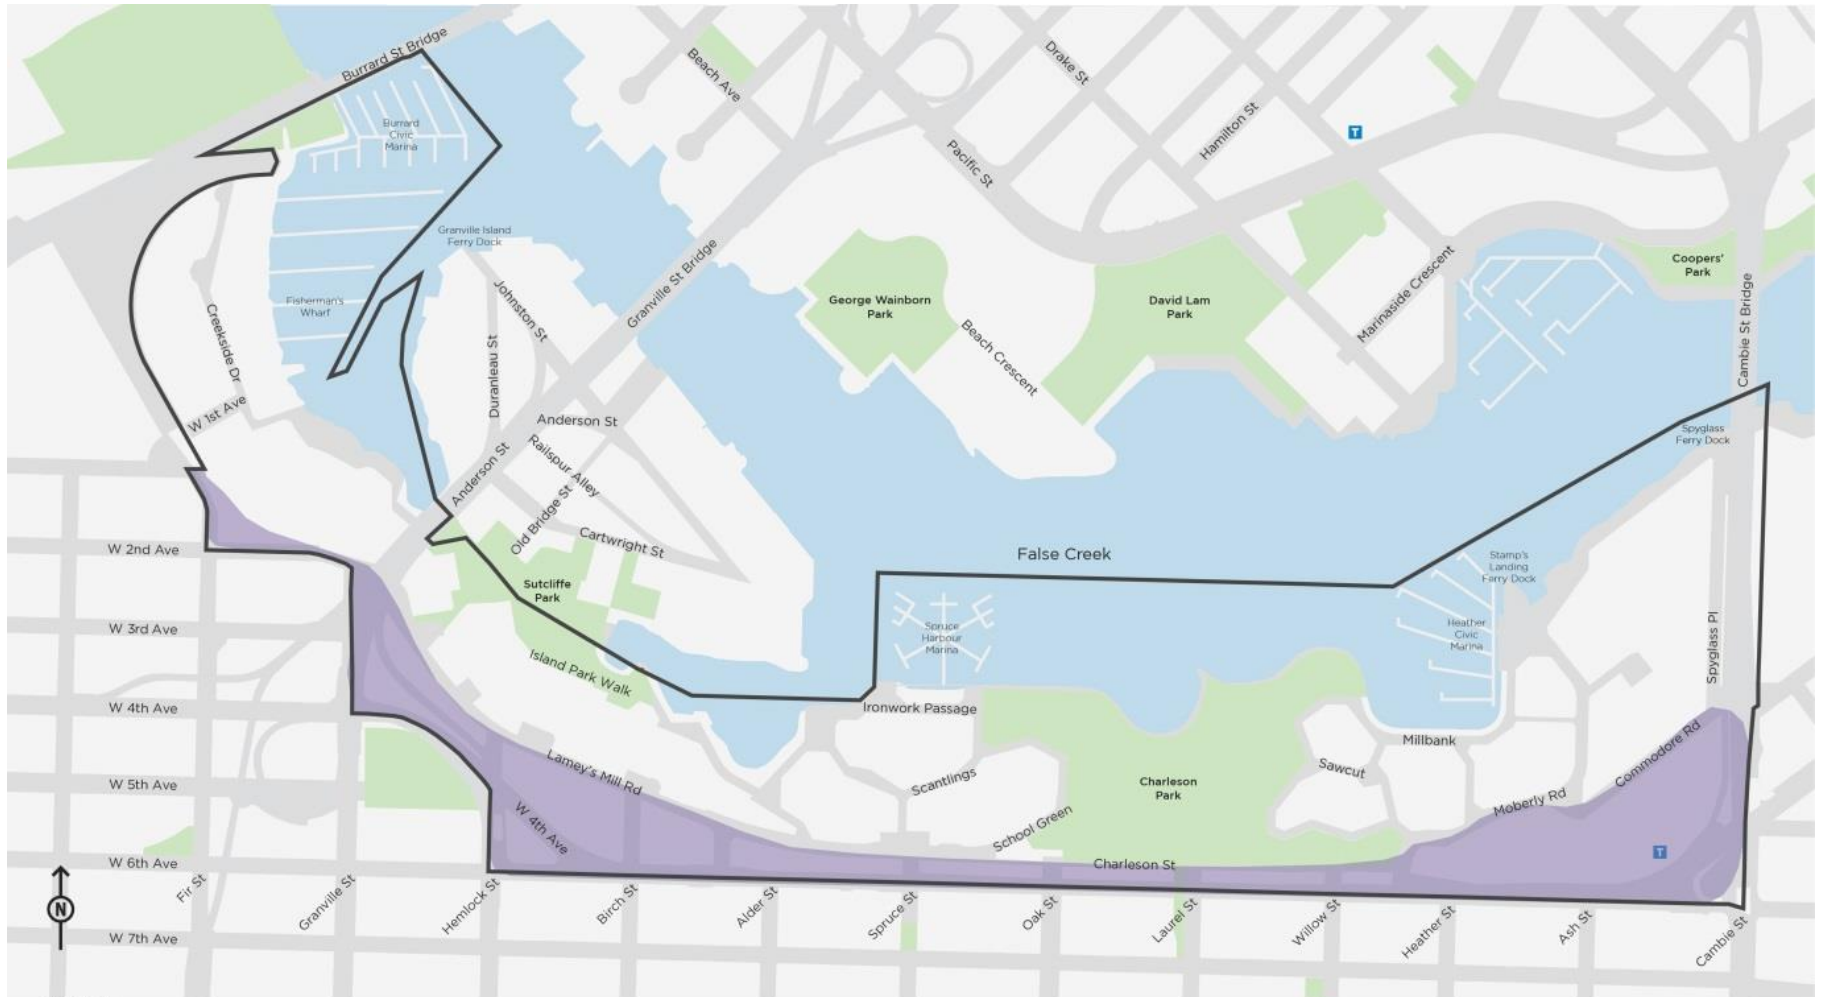 Burrard St Bridge
Beach Ave
Drake St
Hamilton St
T
Burrard
Civic
Marina
Pacific St
Granville Island
Ferry Dock
Granville St Bridge
Coopers'
Park
Marinaside Crescent
Cambie St Bridge
Johnston St
George Wainborn
Park
David Lam
Park
Fisherman's
Wharf
Creekside Dr
Duranleau St
Beach Crescent
W 1st Ave
Anderson St
Spyglass
Ferry Dock
Anderson St
Railspur Alley
Old Bridge St
Cartwright St
W 2nd Ave
False Creek
Stamp's
Landing
Ferry Dock
Sutcliffe
Park
W 3rd Ave
Spruce
Harbour
Marina
Heather
Civic
Marina
Spyglass Pl
Island Park Walk
W 4th Ave
Ironwork Passage
Millbank
Commodore Rd
Lamey's Mill Rd
Sawcut
Scantlings
Charleson
Park
W 5th Ave
Moberly Rd
W 4th Ave
School Green
T
W 6th Ave
Charleson St
Fir St
Granville St
Hemlock St
Birch St
Alder St
Spruce St
Oak St
Laurel St
Willow St
Heather St
Ash St
Cambie St
N
W 7th Ave